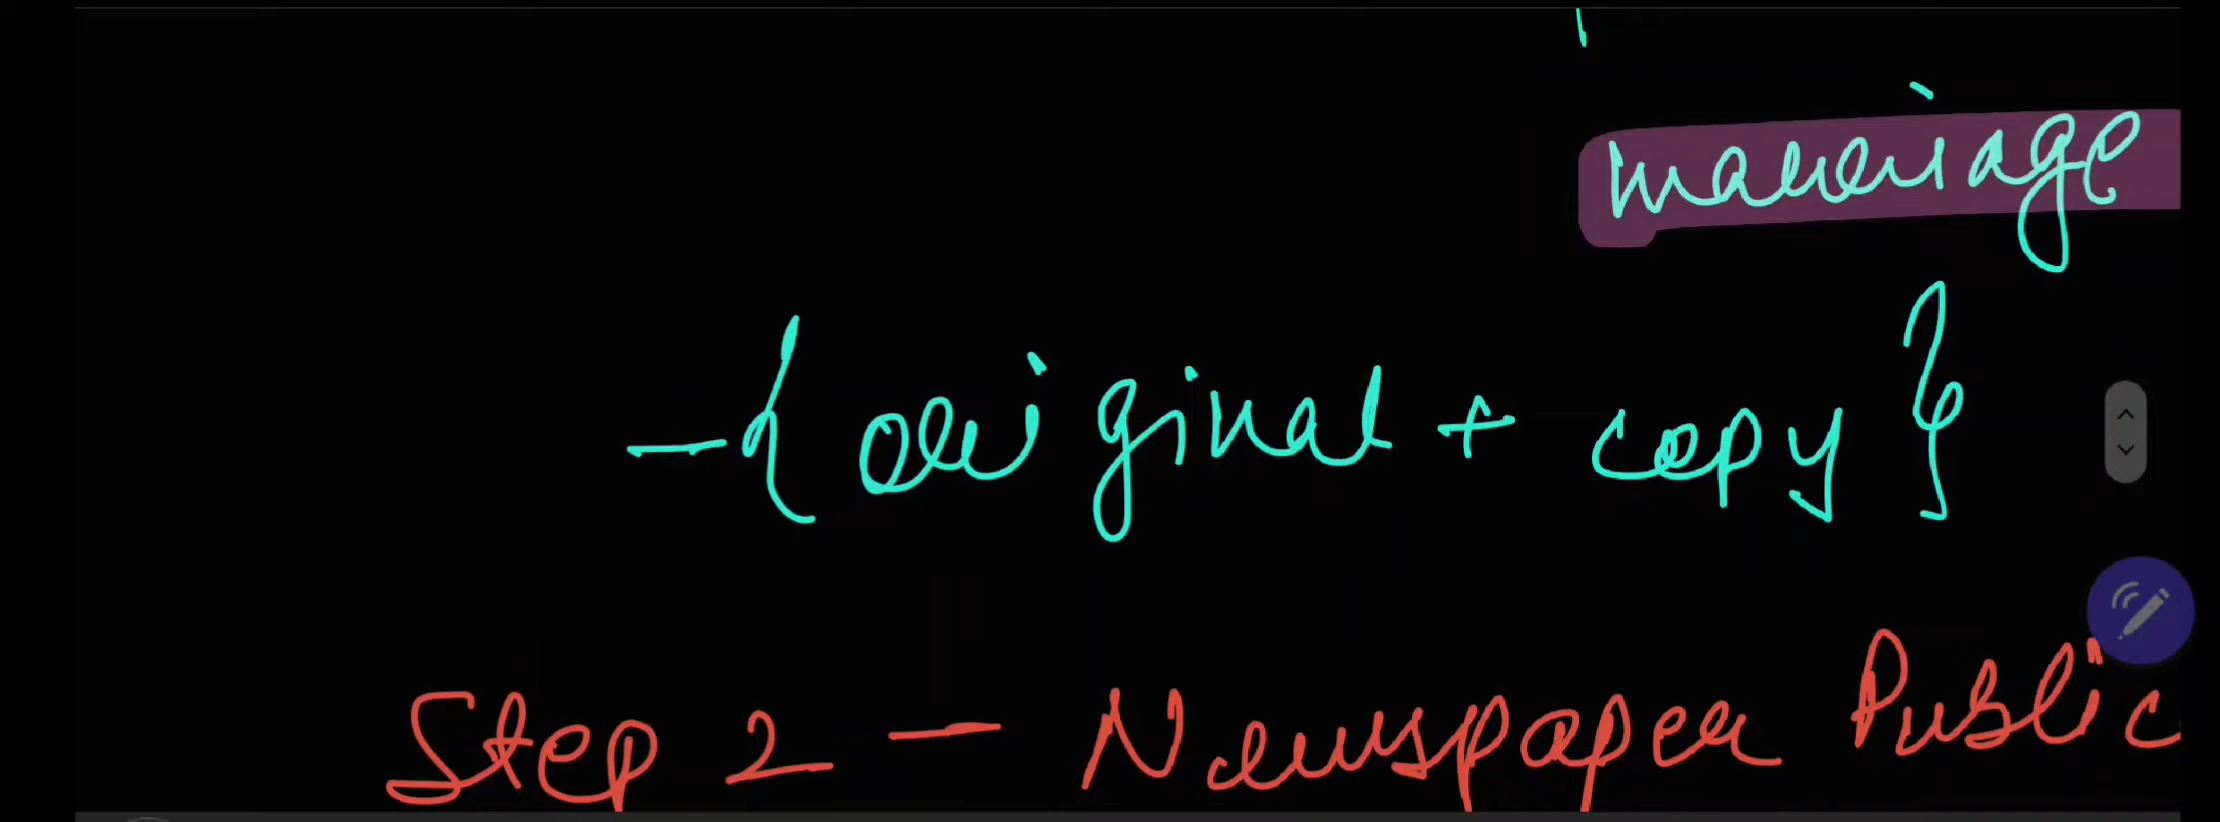 marriage
- { original + copy }
Step 2 - Newspaper Public